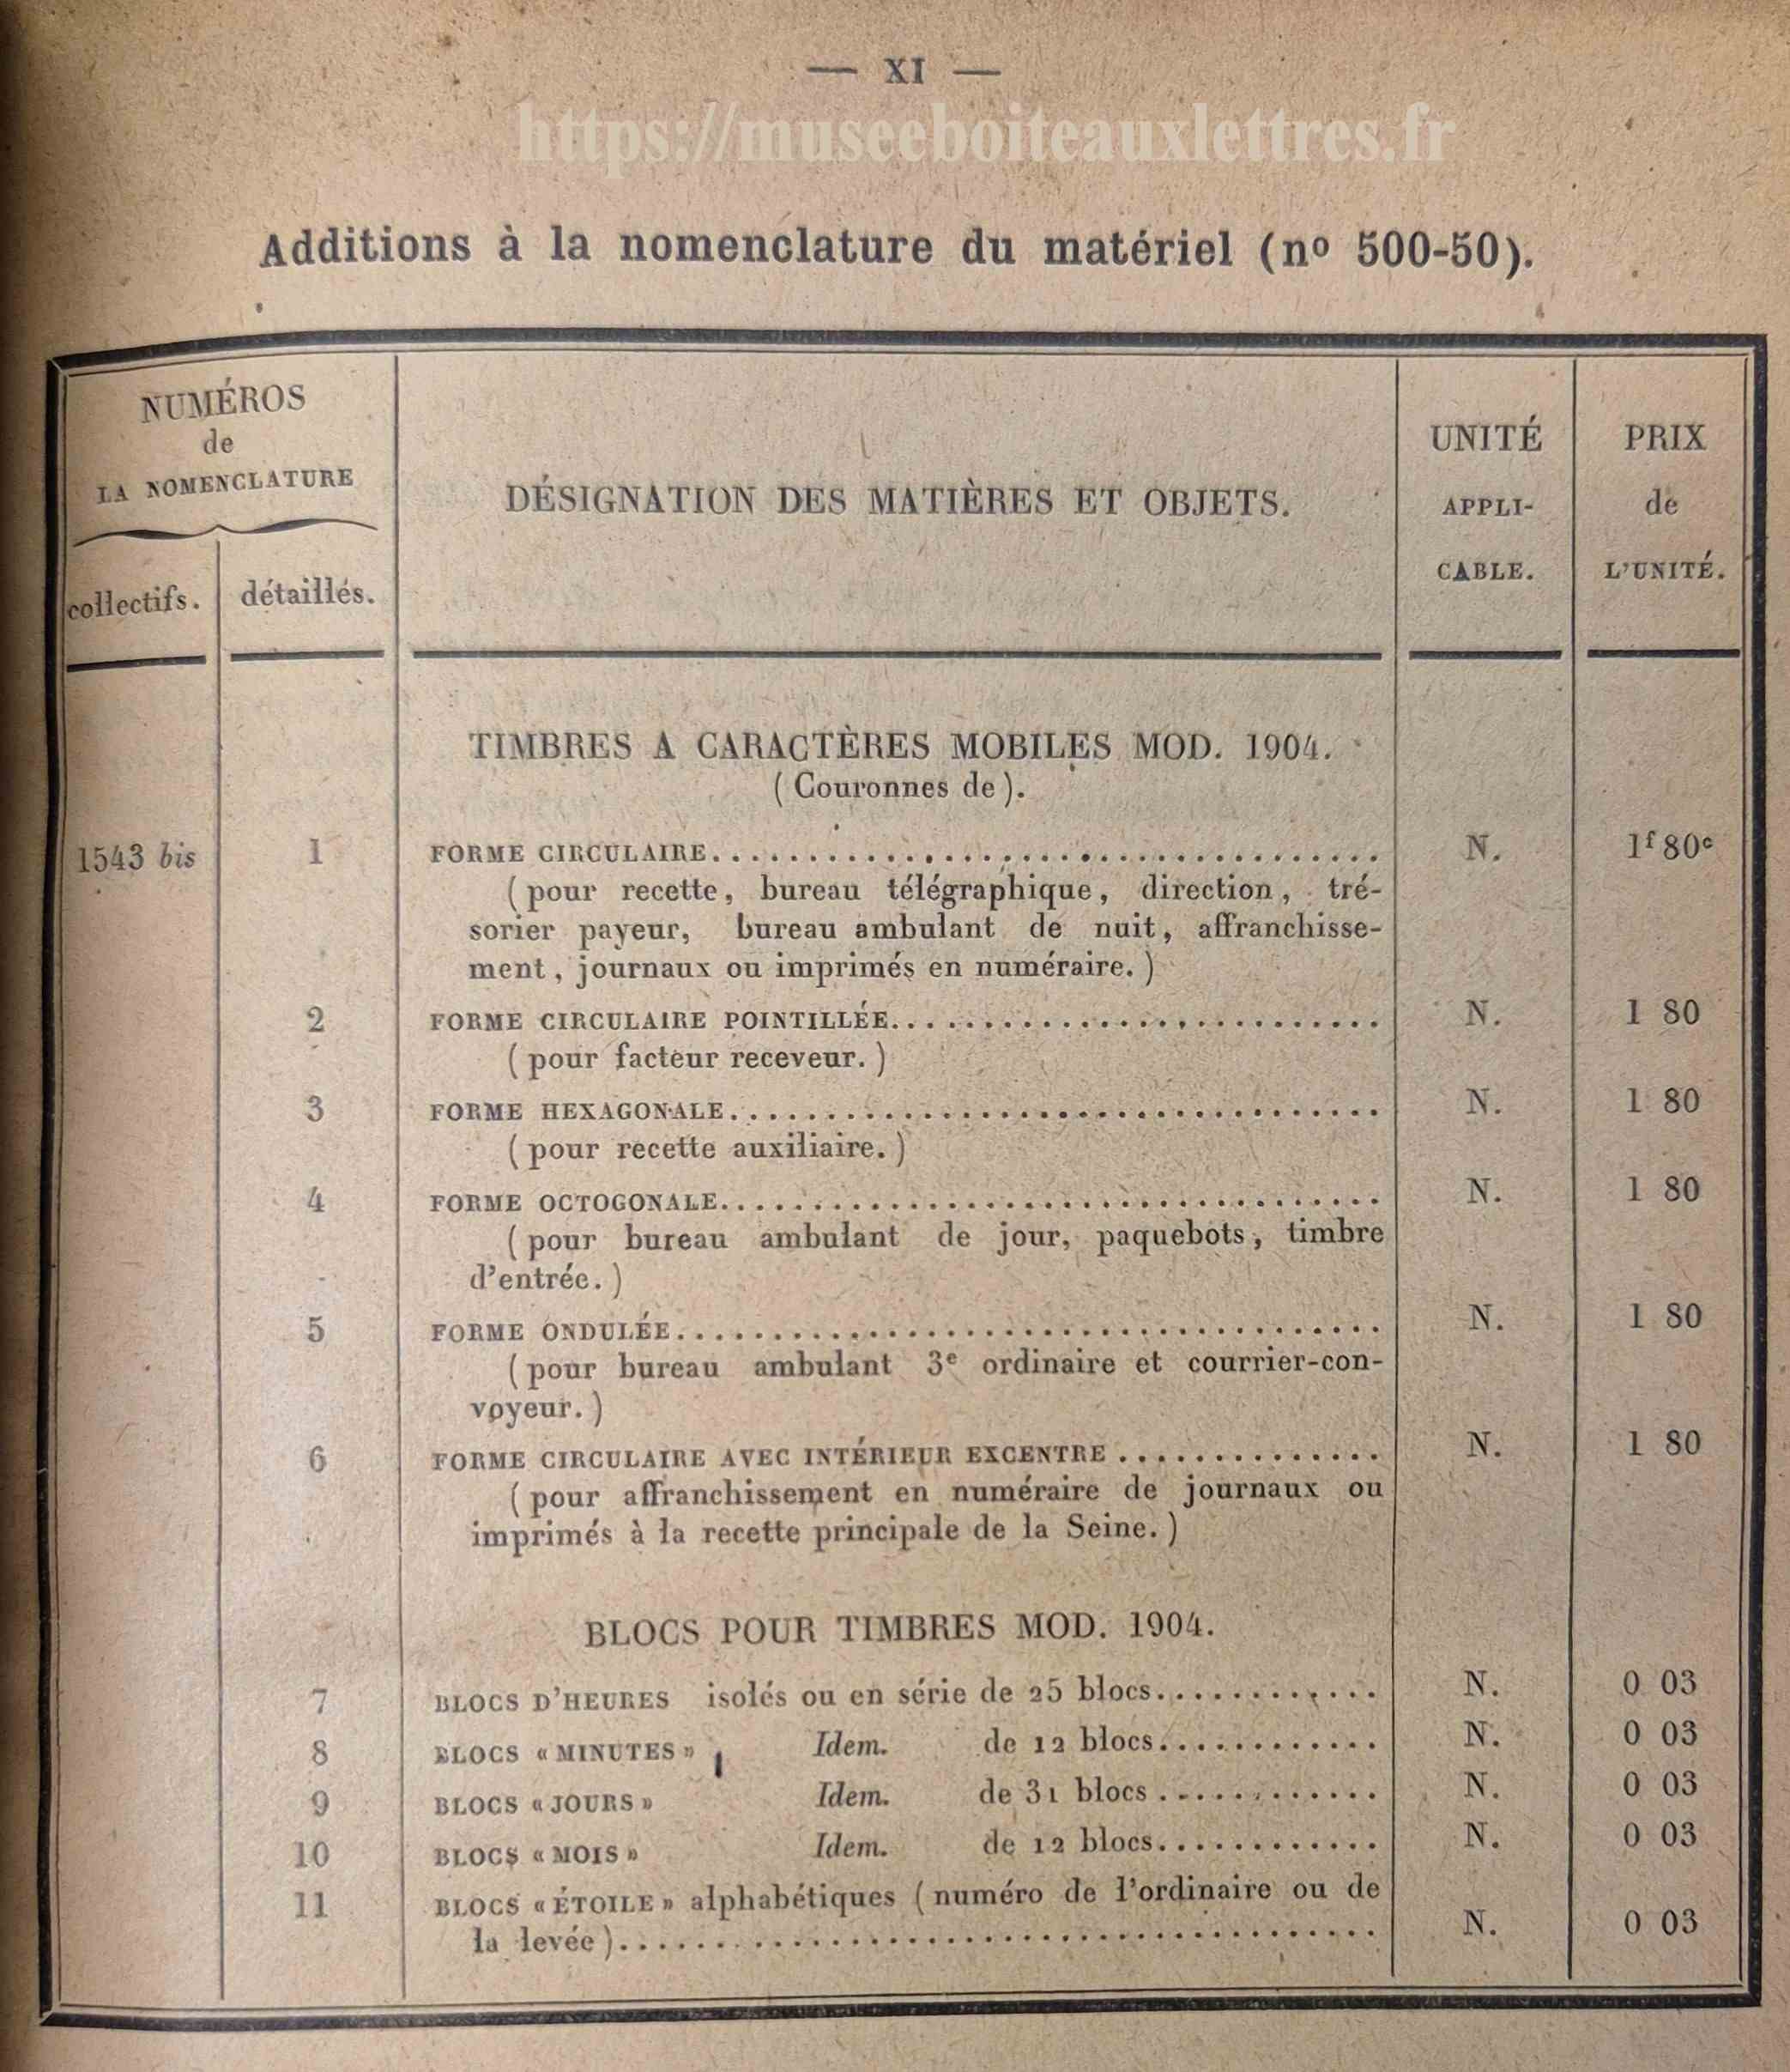 — XI —
https://museeboiteauxlettres.fr
Additions à la nomenclature du matériel (nº 500-50).
NUMÉROS
de
LA NOMENCLATURE
collectifs.
détaillés.
DÉSIGNATION DES MATIÈRES ET OBJETS.
UNITÉ
APPLI-
CABLE.
PRIX
de
L'UNITÉ.
TIMBRES A CARACTÈRES MOBILES MOD. 1904.
(Couronnes de).
1543 bis 1 FORME CIRCULAIRE.................................... N. 1f 80c
(pour recette, bureau télégraphique, direction, tré-
sorier payeur, bureau ambulant de nuit, affranchisse-
ment, journaux ou imprimés en numéraire.)
2 FORME CIRCULAIRE POINTILLÉE.......................... N. 1 80
(pour facteur receveur.)
3 FORME HEXAGONALE................................... N. 1 80
(pour recette auxiliaire.)
4 FORME OCTOGONALE................................... N. 1 80
(pour bureau ambulant de jour, paquebots, timbre
d'entrée.)
5 FORME ONDULÉE...................................... N. 1 80
(pour bureau ambulant 3e ordinaire et courrier-con-
voyeur.)
6 FORME CIRCULAIRE AVEC INTÉRIEUR EXCENTRE .............. N. 1 80
(pour affranchissement en numéraire de journaux ou
imprimés à la recette principale de la Seine.)
BLOCS POUR TIMBRES MOD. 1904.
7 BLOCS D'HEURES isolés ou en série de 25 blocs............ N. 0 03
8 BLOCS « MINUTES » Idem. de 12 blocs............ N. 0 03
9 BLOCS « JOURS » Idem. de 31 blocs ............ N. 0 03
10 BLOCS « MOIS » Idem. de 12 blocs............ N. 0 03
11 BLOCS « ÉTOILE » alphabétiques (numéro de l'ordinaire ou de
la levée)........................................ N. 0 03